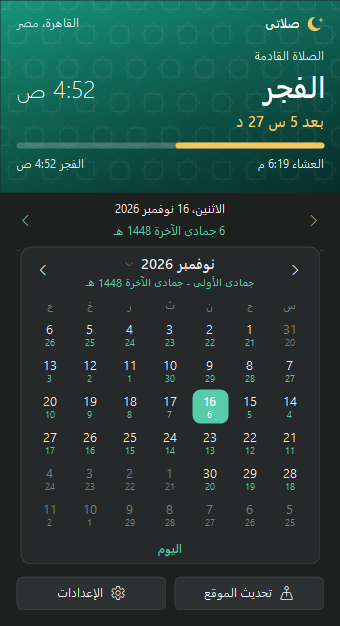 صلاتي
القاهرة، مصر
الصلاة القادمة
الفجر
4:52 ص
بعد 5 س 27 د
العشاء 6:19 م
الفجر 4:52 ص
الاثنين، 16 نوفمبر 2026
6 جمادى الآخرة 1448 هـ
نوفمبر 2026
جمادى الأولى - جمادى الآخرة 1448 هـ
س ح ن ث ر خ ج
31 1 2 3 4 5 6
20 21 22 23 24 25 26
7 8 9 10 11 12 13
27 28 29 30 1 2 3
14 15 16 17 18 19 20
4 5 6 7 8 9 10
21 22 23 24 25 26 27
11 12 13 14 15 16 17
28 29 30 1 2 3 4
18 19 20 21 22 23 24
5 6 7 8 9 10 11
25 26 27 28 29 1 2
اليوم
تحديث الموقع
الإعدادات